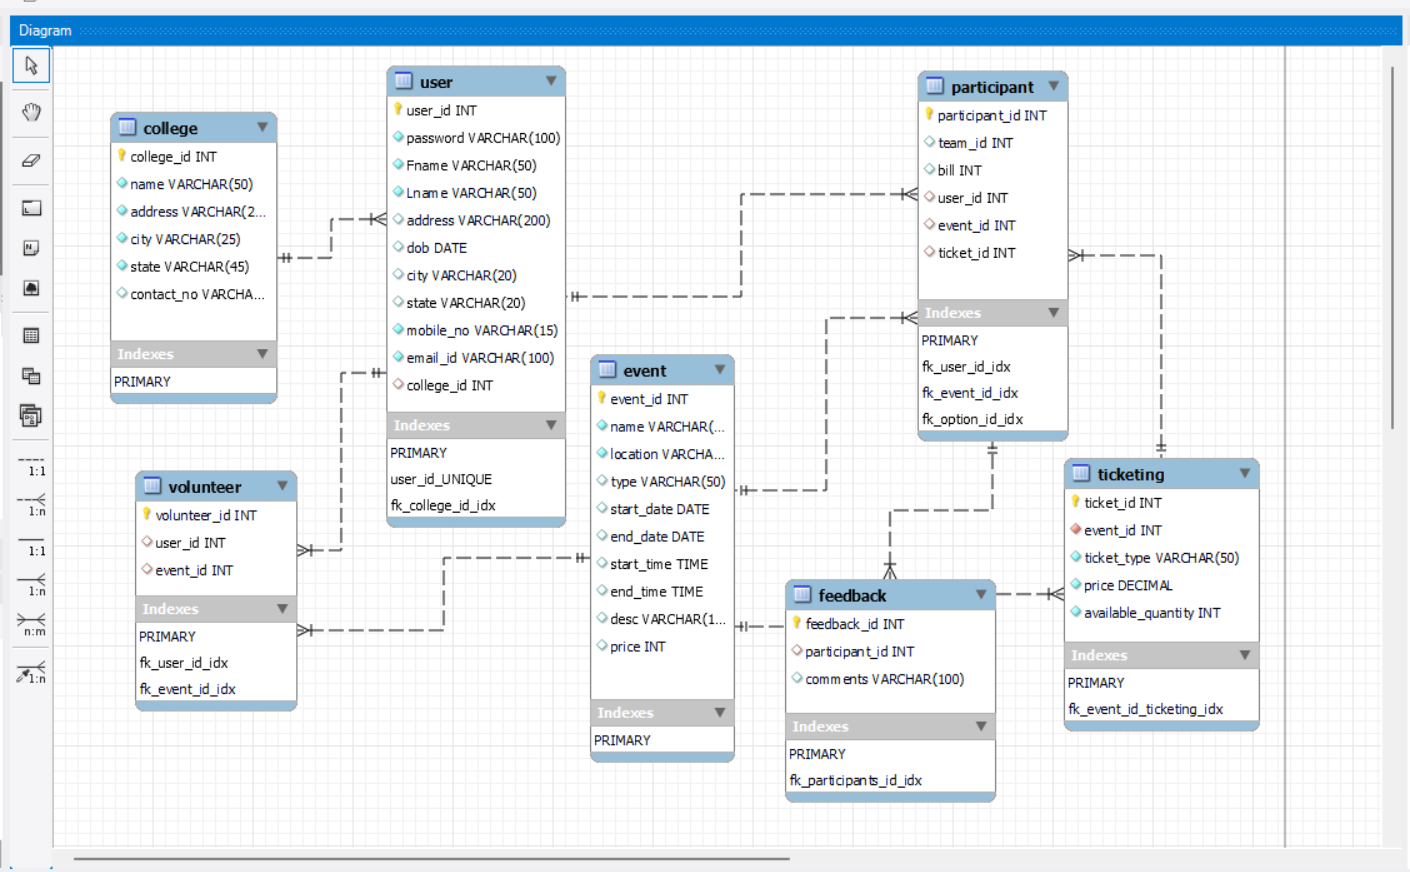 Diagram
college
college_id INT
name VARCHAR(50)
address VARCHAR(2...
city VARCHAR(25)
state VARCHAR(45)
contact_no VARCHA...
Indexes
PRIMARY
user
user_id INT
password VARCHAR(100)
Fname VARCHAR(50)
Lname VARCHAR(50)
address VARCHAR(200)
dob DATE
city VARCHAR(20)
state VARCHAR(20)
mobile_no VARCHAR(15)
email_id VARCHAR(100)
college_id INT
Indexes
PRIMARY
user_id_UNIQUE
fk_college_id_idx
participant
participant_id INT
team_id INT
bill INT
user_id INT
event_id INT
ticket_id INT
Indexes
PRIMARY
fk_user_id_idx
fk_event_id_idx
fk_option_id_idx
volunteer
volunteer_id INT
user_id INT
event_id INT
Indexes
PRIMARY
fk_user_id_idx
fk_event_id_idx
event
event_id INT
name VARCHAR(...
location VARCHA...
type VARCHAR(50)
start_date DATE
end_date DATE
start_time TIME
end_time TIME
desc VARCHAR(1...
price INT
Indexes
PRIMARY
feedback
feedback_id INT
participant_id INT
comments VARCHAR(100)
Indexes
PRIMARY
fk_participants_id_idx
ticketing
ticket_id INT
event_id INT
ticket_type VARCHAR(50)
price DECIMAL
available_quantity INT
Indexes
PRIMARY
fk_event_id_ticketing_idx
1:1
1:n
1:1
1:n
n:m
1:n